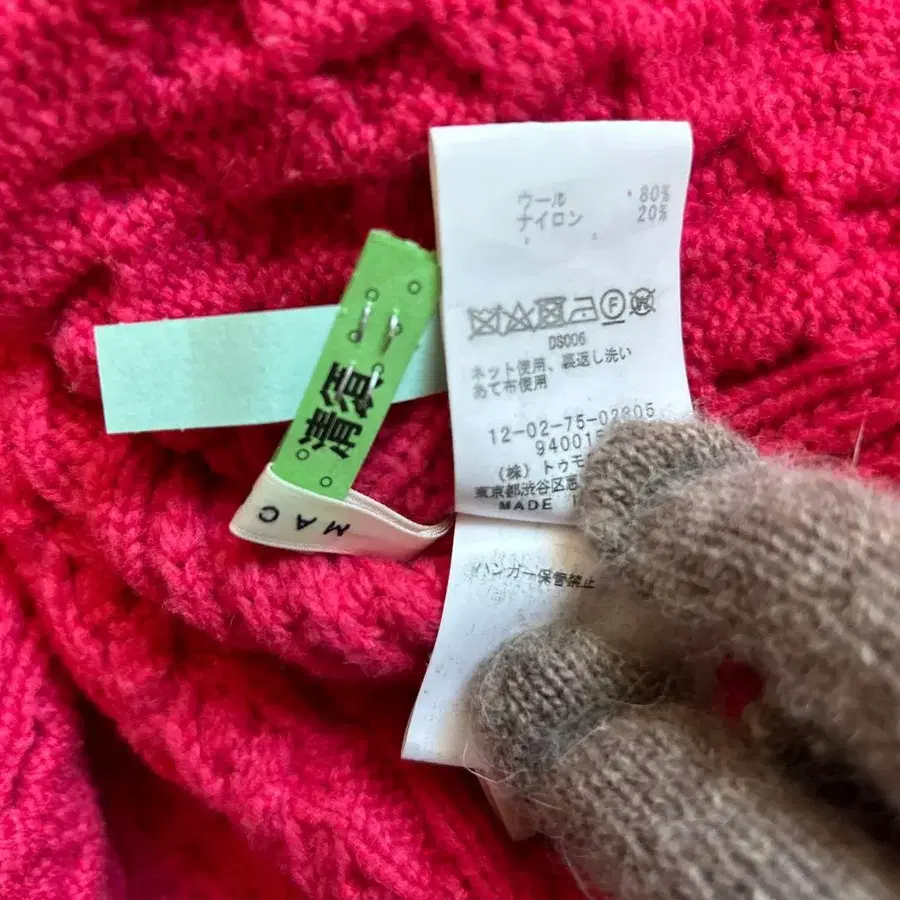 ウール 80%
ナイロン 20%
F
W
DS006
ネット使用、裏返し洗い
あて布使用
12-02-75-02805
94001
(株) トゥモ
東京都渋谷区恵
MADE
ハンガー保管禁止
清
MAC